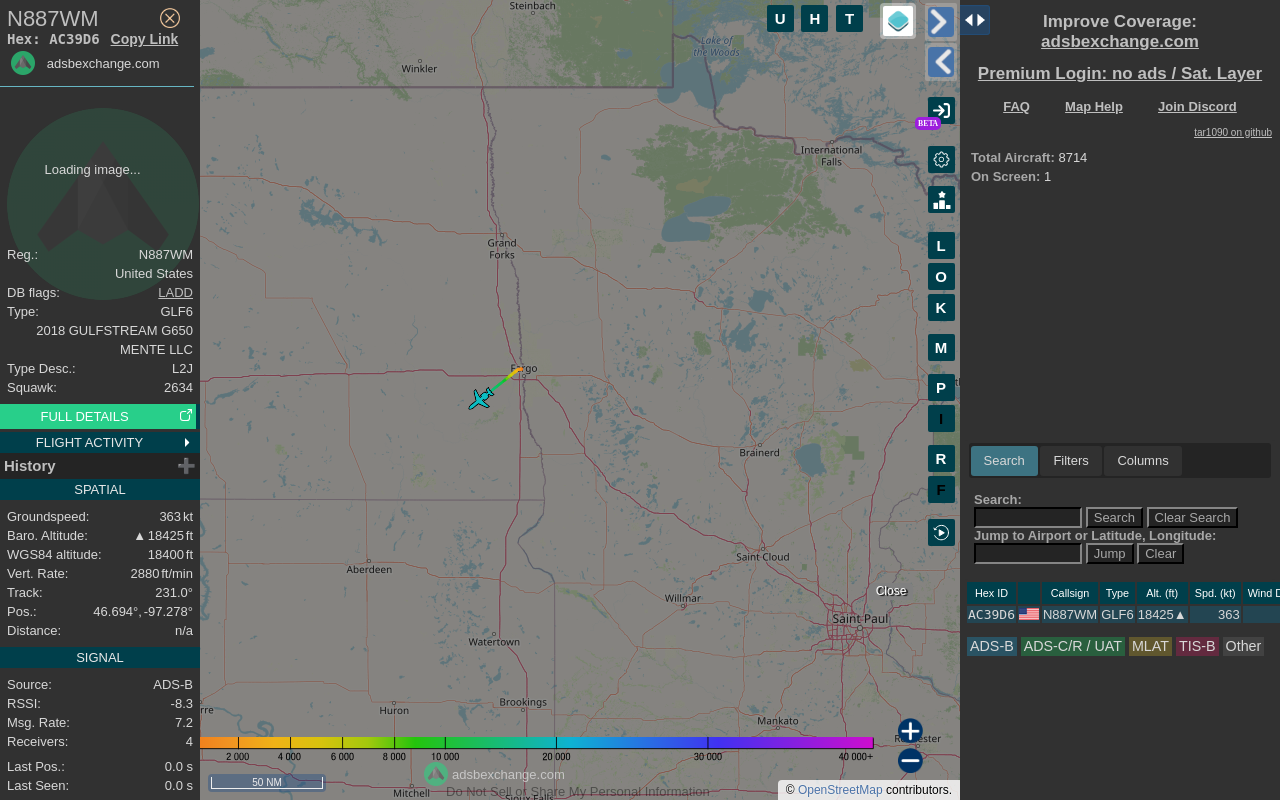 N887WM
Hex: AC39D6 Copy Link
adsbexchange.com
Loading image...
Reg.: N887WM
United States
DB flags: LADD
Type: GLF6
2018 GULFSTREAM G650
MENTE LLC
Type Desc.: L2J
Squawk: 2634
FULL DETAILS
FLIGHT ACTIVITY
History
SPATIAL
Groundspeed: 363 kt
Baro. Altitude: ▲ 18425 ft
WGS84 altitude: 18400 ft
Vert. Rate: 2880 ft/min
Track: 231.0°
Pos.: 46.694°, -97.278°
Distance: n/a
SIGNAL
Source: ADS-B
RSSI: -8.3
Msg. Rate: 7.2
Receivers: 4
Last Pos.: 0.0 s
Last Seen: 0.0 s
Steinbach
Winkler
Lake of
the Woods
International
Falls
Grand
Forks
Fargo
Brainerd
Saint Cloud
Aberdeen
Willmar
Close
Saint Paul
Watertown
Brookings
Huron
Mankato
Mitchell
Sioux Falls
U H T
BETA
L
O
K
M
P
I
R
F
2 000 4 000 6 000 8 000 10 000 20 000 30 000 40 000+
50 NM
adsbexchange.com
Do Not Sell or Share My Personal Information
© OpenStreetMap contributors.
Improve Coverage:
adsbexchange.com
Premium Login: no ads / Sat. Layer
FAQ Map Help Join Discord
tar1090 on github
Total Aircraft: 8714
On Screen: 1
Search Filters Columns
Search:
Search Clear Search
Jump to Airport or Latitude, Longitude:
Jump Clear
Hex ID Callsign Type Alt. (ft) Spd. (kt) Wind D
AC39D6 N887WM GLF6 18425▲ 363
ADS-B ADS-C/R / UAT MLAT TIS-B Other